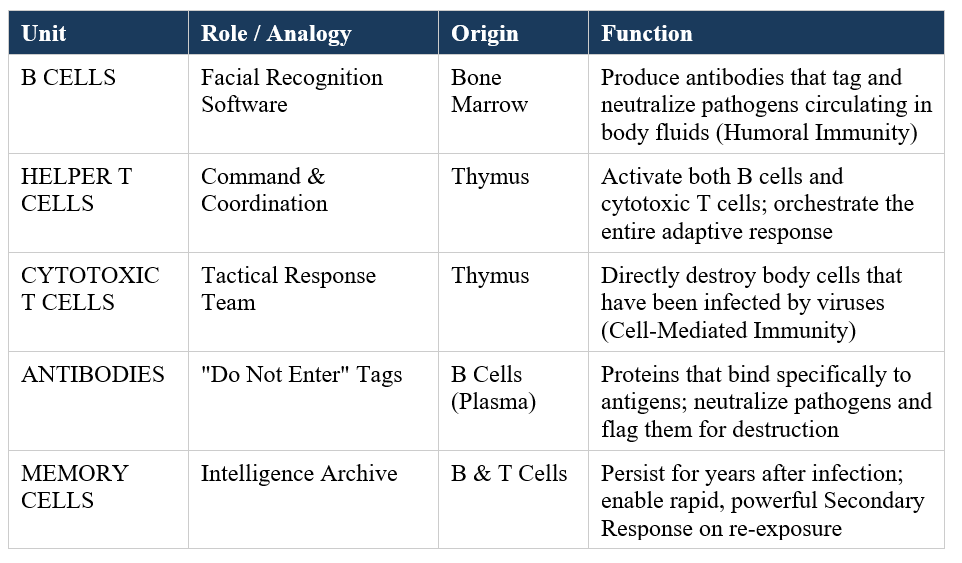 Unit Role / Analogy Origin Function
B CELLS
Facial Recognition
Software
Bone
Marrow
Produce antibodies that tag and
neutralize pathogens circulating in
body fluids (Humoral Immunity)
HELPER T
CELLS
Command &
Coordination
Thymus
Activate both B cells and
cytotoxic T cells; orchestrate the
entire adaptive response
CYTOTOXIC
T CELLS
Tactical Response
Team
Thymus
Directly destroy body cells that
have been infected by viruses
(Cell-Mediated Immunity)
ANTIBODIES
"Do Not Enter" Tags
B Cells
(Plasma)
Proteins that bind specifically to
antigens; neutralize pathogens and
flag them for destruction
MEMORY
CELLS
Intelligence Archive
B & T Cells
Persist for years after infection;
enable rapid, powerful Secondary
Response on re-exposure